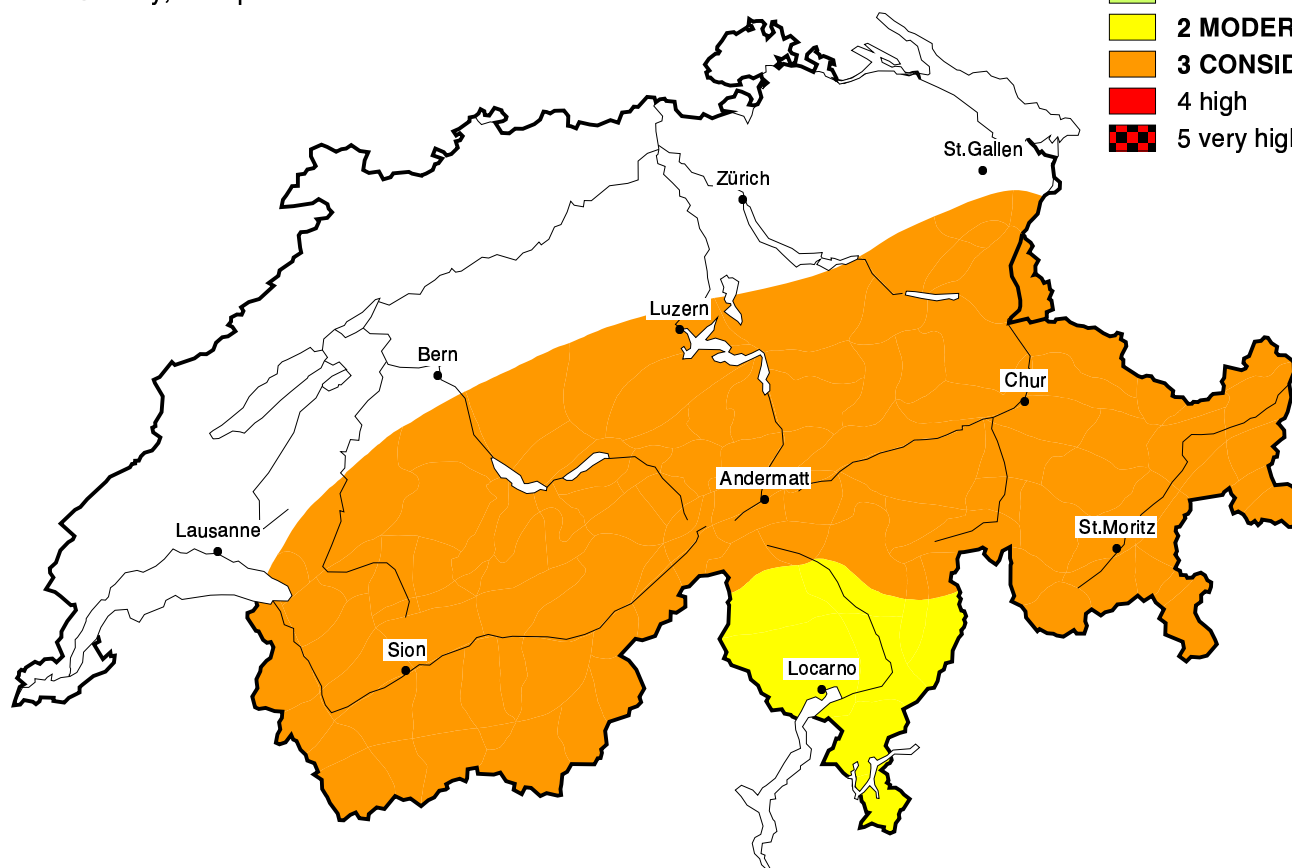 2 MODER
3 CONSID
4 high
5 very high
St.Gallen
Zürich
Luzern
Bern
Chur
Andermatt
Lausanne
St.Moritz
Sion
Locarno